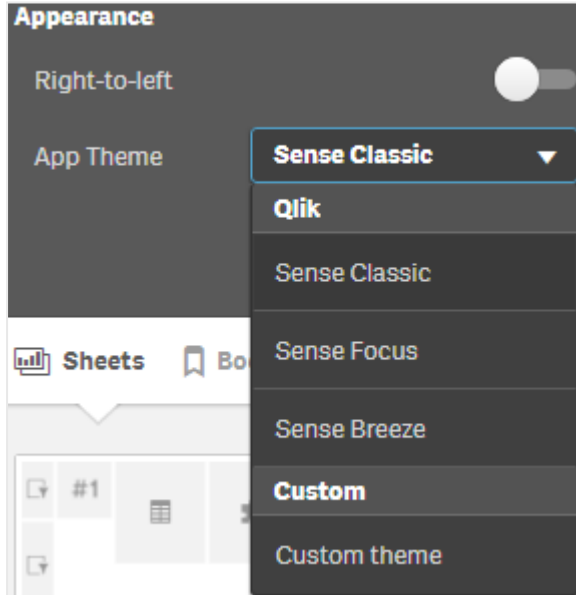 Appearance
Right-to-left
App Theme
Sense Classic
Qlik
Sense Classic
Sense Focus
Sense Breeze
Custom
Custom theme
Sheets
#1